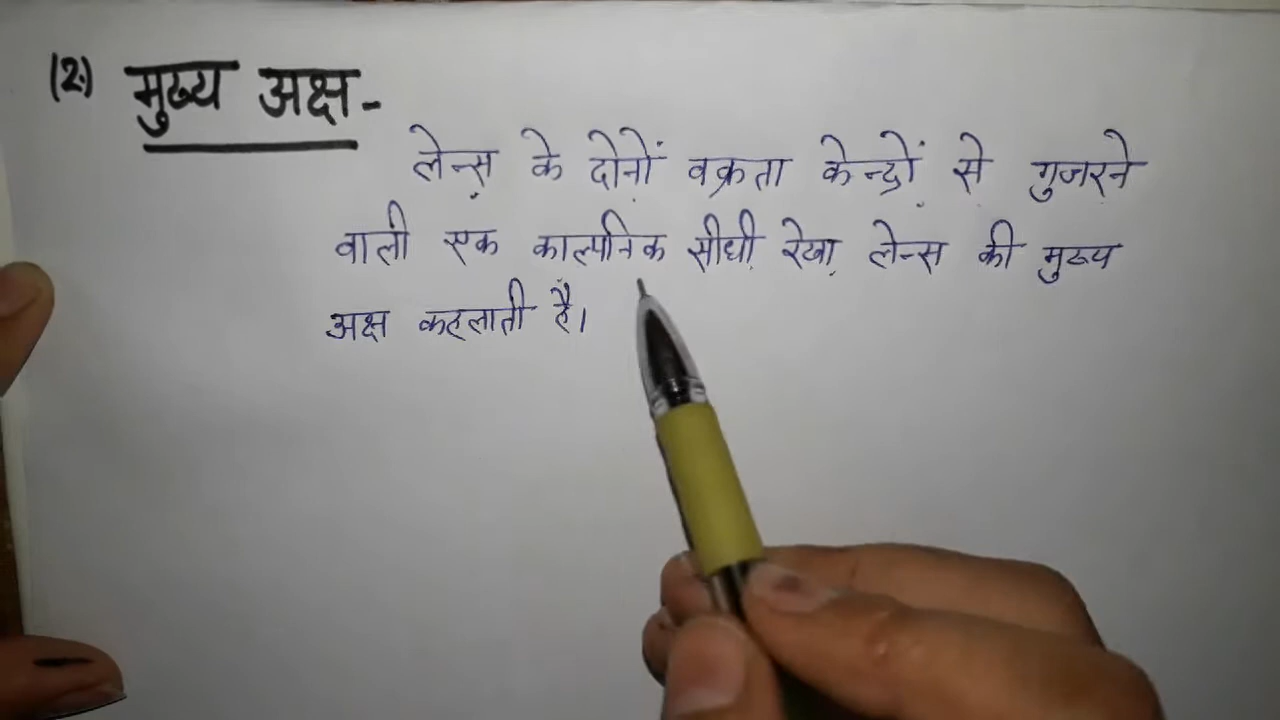 (2.) मुख्य अक्ष-
लेन्स के दोनों वक्रता केन्द्रों से गुजरने
वाली एक काल्पनिक सीधी रेखा लेन्स की मुख्य
अक्ष कहलाती है।